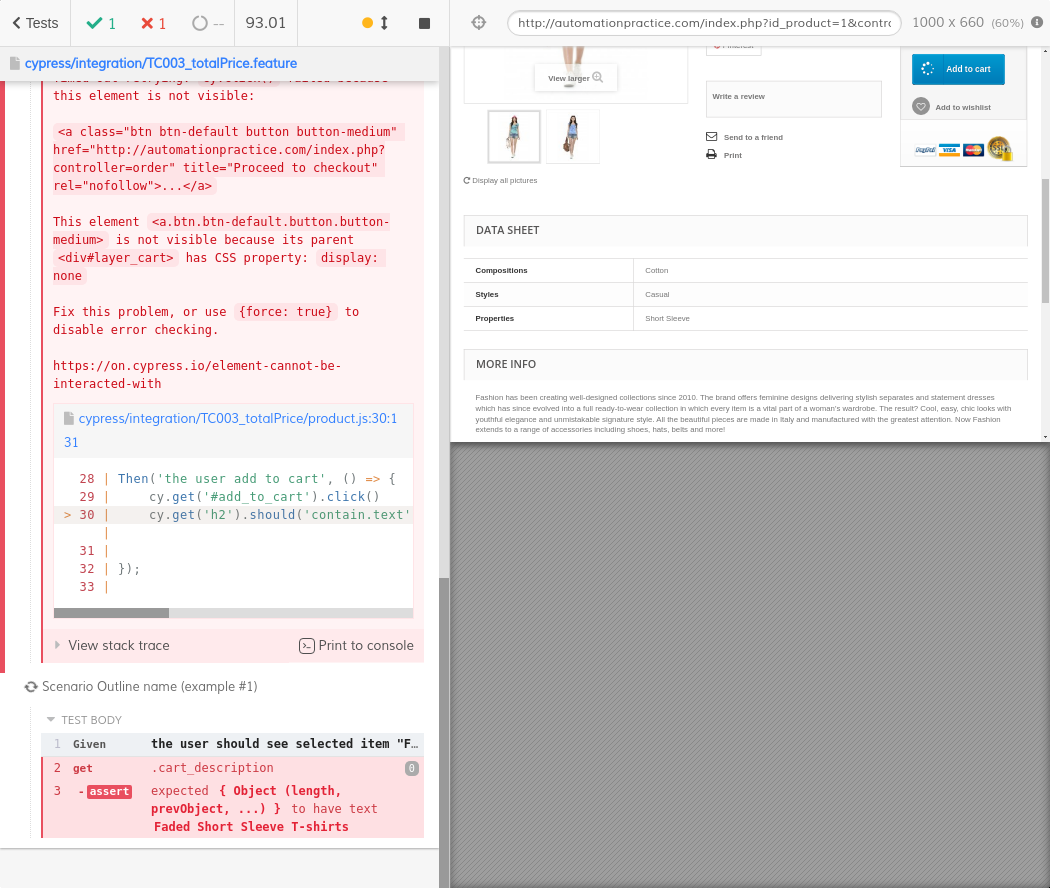 Tests
1
1
--
93.01
http://automationpractice.com/index.php?id_product=1&contro
1000 x 660 (60%)
cypress/integration/TC003_totalPrice.feature
this element is not visible:
<a class="btn btn-default button button-medium"
href="http://automationpractice.com/index.php?
controller=order" title="Proceed to checkout"
rel="nofollow">...</a>
This element <a.btn.btn-default.button.button-
medium> is not visible because its parent
<div#layer_cart> has CSS property: display:
none
Fix this problem, or use {force: true} to
disable error checking.
https://on.cypress.io/element-cannot-be-
interacted-with
cypress/integration/TC003_totalPrice/product.js:30:1
31
28 | Then('the user add to cart', () => {
29 | cy.get('#add_to_cart').click()
> 30 | cy.get('h2').should('contain.text'
|
31 |
32 | });
33 |
View stack trace
Print to console
Scenario Outline name (example #1)
TEST BODY
1 Given the user should see selected item "F…
2 get .cart_description 0
3 -assert expected { Object (length,
prevObject, ...) } to have text
Faded Short Sleeve T-shirts
View larger
Display all pictures
Pinterest
Write a review
Send to a friend
Print
Add to cart
Add to wishlist
PayPal VISA MasterCard SSL
DATA SHEET
Compositions Cotton
Styles Casual
Properties Short Sleeve
MORE INFO
Fashion has been creating well-designed collections since 2010. The brand offers feminine designs delivering stylish separates and statement dresses
which has since evolved into a full ready-to-wear collection in which every item is a vital part of a woman's wardrobe. The result? Cool, easy, chic looks with
youthful elegance and unmistakable signature style. All the beautiful pieces are made in Italy and manufactured with the greatest attention. Now Fashion
extends to a range of accessories including shoes, hats, belts and more!